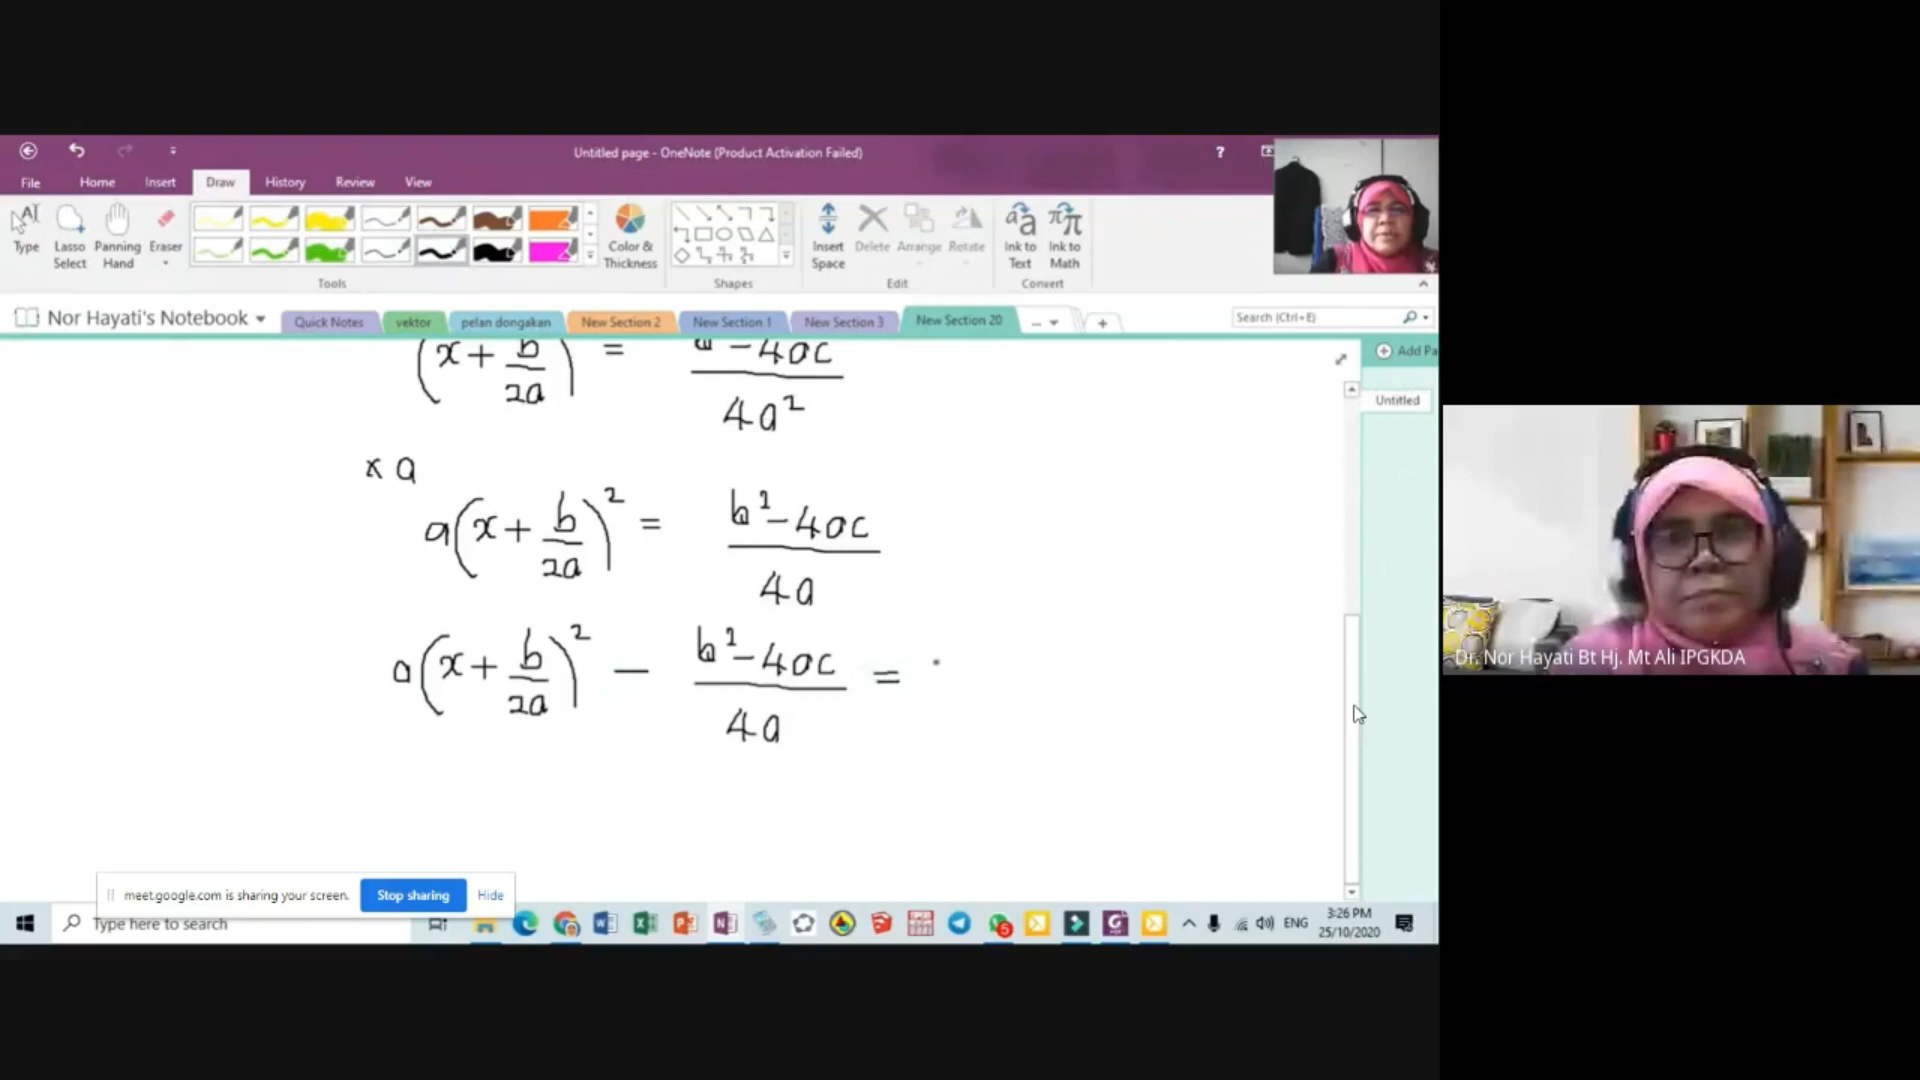 Untitled page - OneNote (Product Activation Failed)
?
File Home Insert Draw History Review View
Type
Lasso Select
Panning Hand
Eraser
Color & Thickness
Insert Space
Delete
Arrange
Rotate
Ink to Text
Ink to Math
Tools
Shapes
Edit
Convert
Nor Hayati's Notebook
Quick Notes
vektor
pelan dongakan
New Section 2
New Section 1
New Section 3
New Section 20
...
+
Search (Ctrl+E)
Add Pa
Untitled
(x + b/2a) = - 4ac / 4a²
x a
a(x + b/2a)² = b² - 4ac / 4a
a(x + b/2a)² - b² - 4ac / 4a =
Dr. Nor Hayati Bt Hj. Mt Ali IPGKDA
meet.google.com is sharing your screen. Stop sharing Hide
Type here to search
5
ENG
3:26 PM
25/10/2020